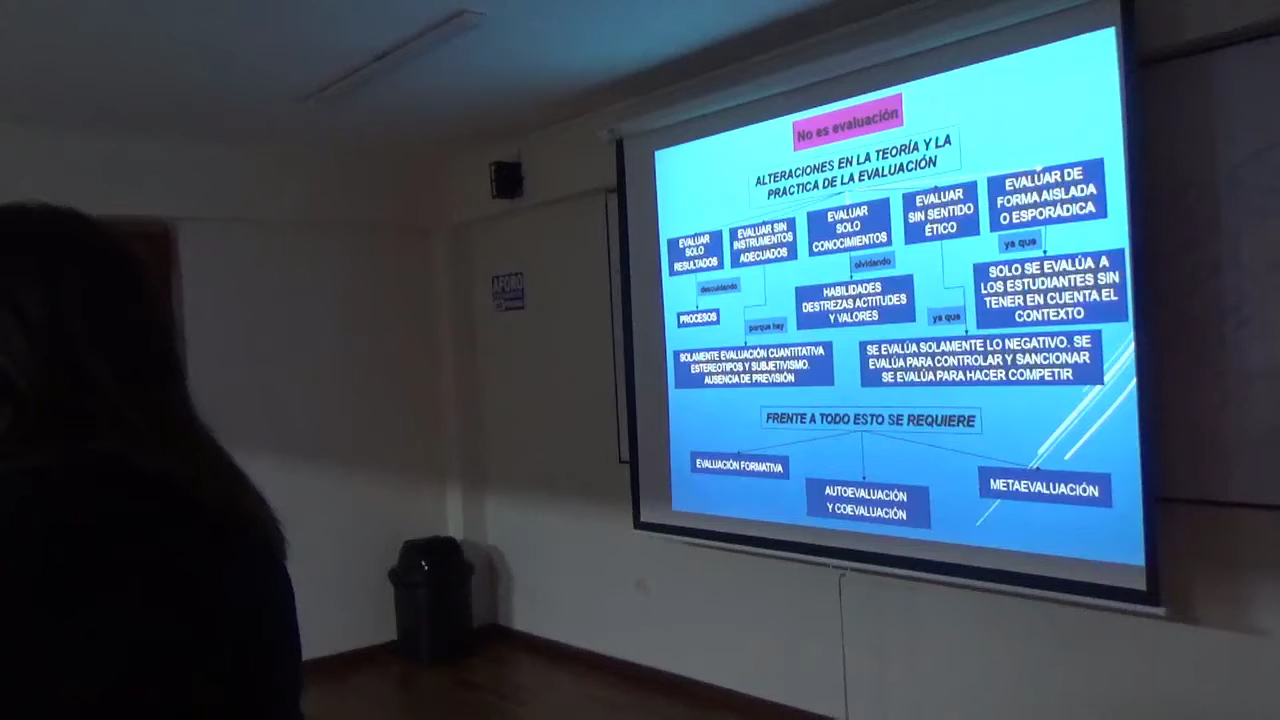 No es evaluación
ALTERACIONES EN LA TEORÍA Y LA
PRACTICA DE LA EVALUACIÓN
EVALUAR
SOLO
RESULTADOS
EVALUAR SIN
INSTRUMENTOS
ADECUADOS
EVALUAR
SOLO
CONOCIMIENTOS
EVALUAR
SIN SENTIDO
ÉTICO
EVALUAR DE
FORMA AISLADA
O ESPORÁDICA
descuidando
olvidando
ya que
PROCESOS
HABILIDADES
DESTREZAS ACTITUDES
Y VALORES
SOLO SE EVALÚA A
LOS ESTUDIANTES SIN
TENER EN CUENTA EL
CONTEXTO
porque hay
ya que
SOLAMENTE EVALUACIÓN CUANTITATIVA
ESTEREOTIPOS Y SUBJETIVISMO.
AUSENCIA DE PREVISIÓN
SE EVALÚA SOLAMENTE LO NEGATIVO. SE
EVALÚA PARA CONTROLAR Y SANCIONAR
SE EVALÚA PARA HACER COMPETIR
FRENTE A TODO ESTO SE REQUIERE
EVALUACIÓN FORMATIVA
AUTOEVALUACIÓN
Y COEVALUACIÓN
METAEVALUACIÓN
AFORO